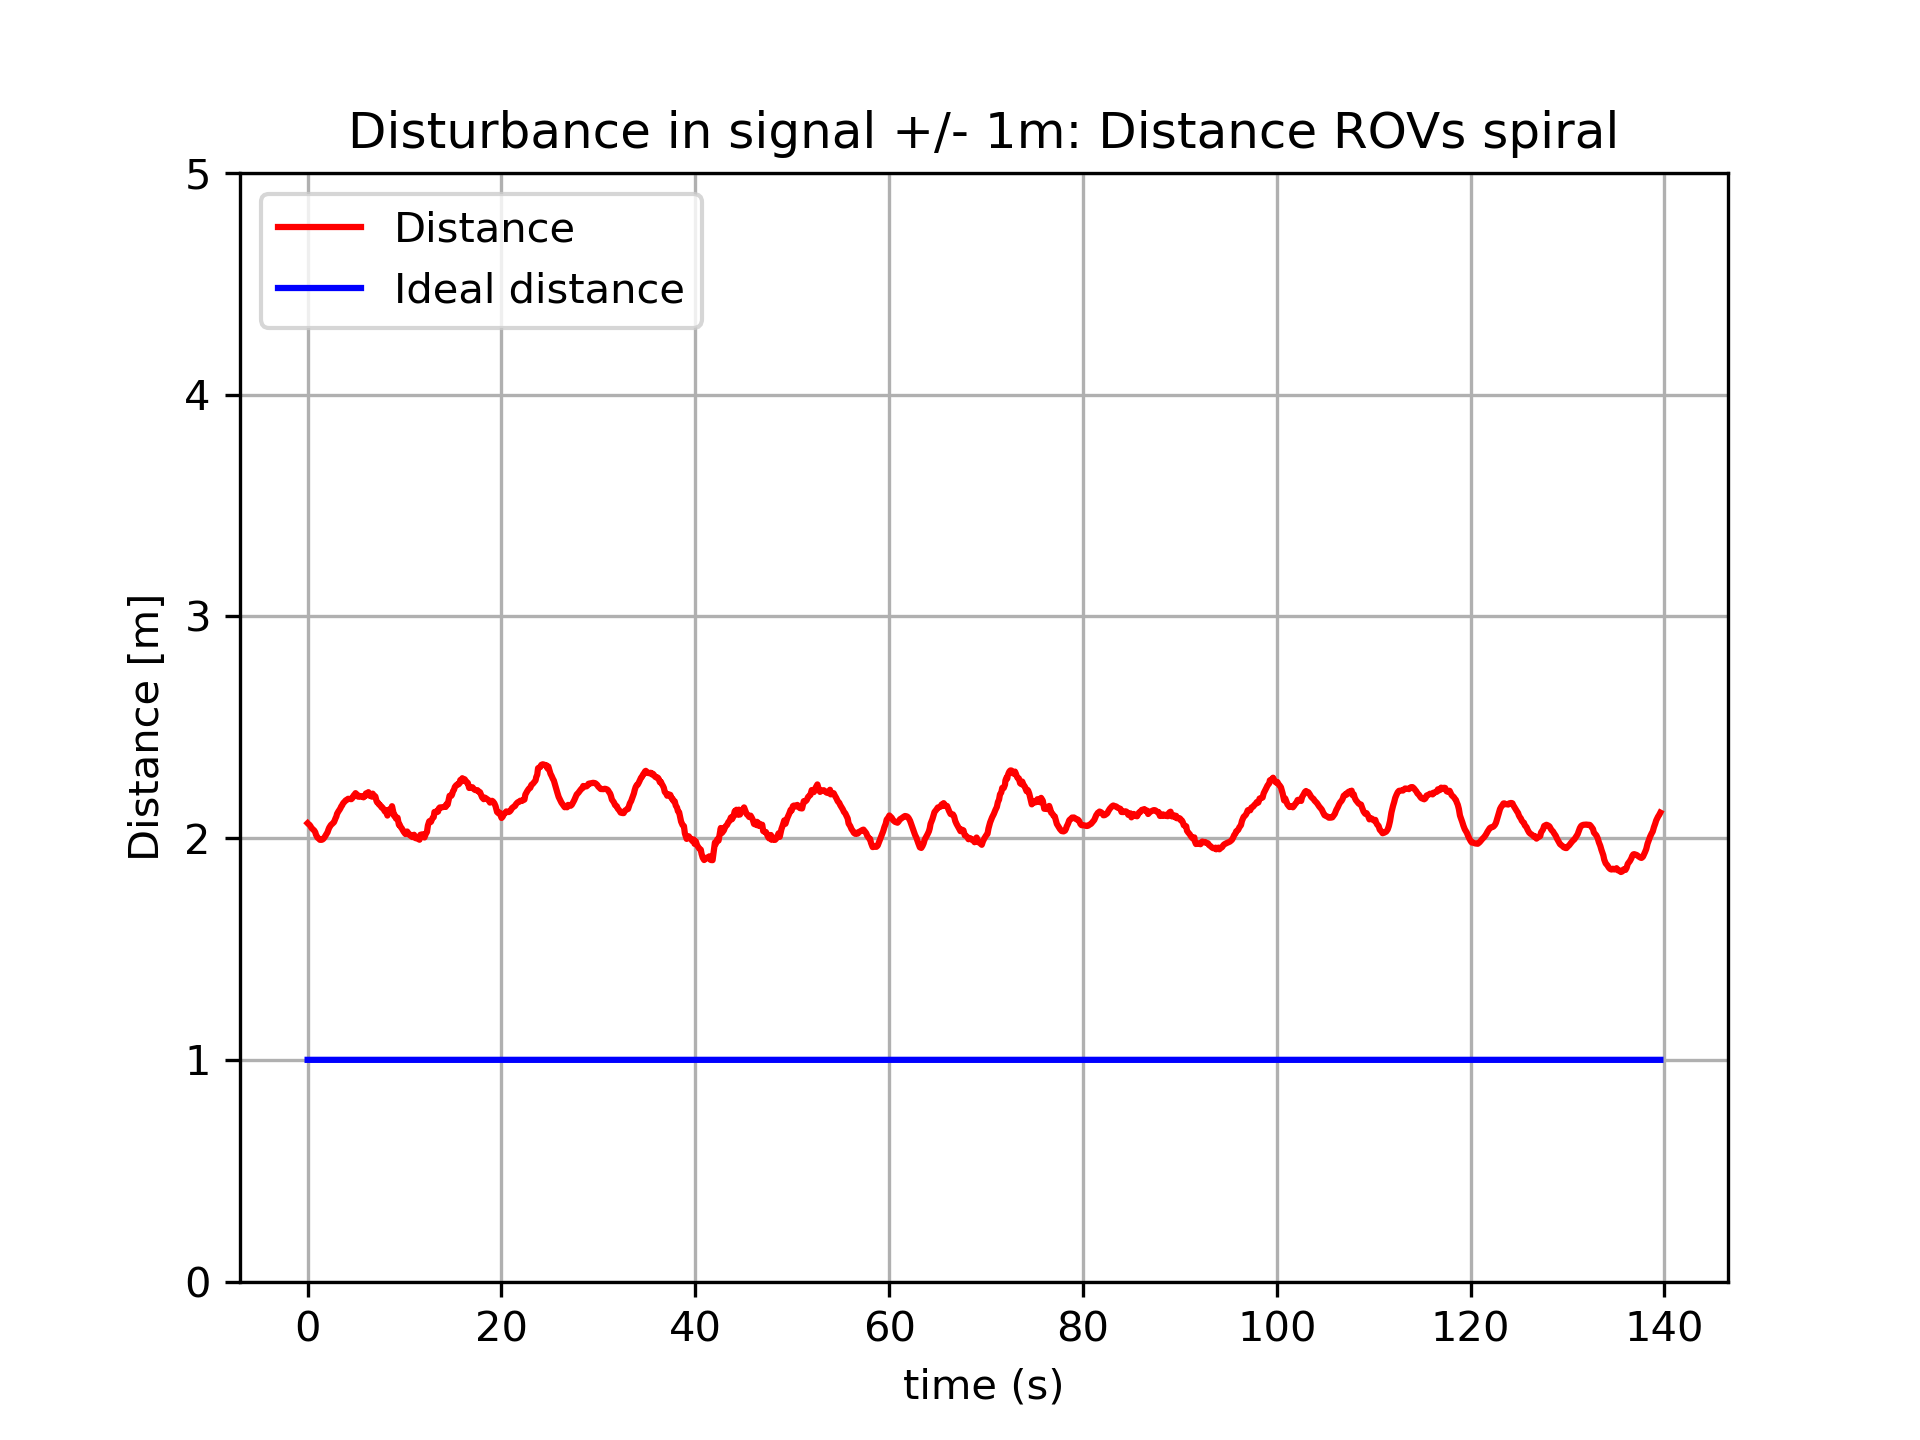 Disturbance in signal +/- 1m: Distance ROVs spiral
5
4
3
2
1
0
Distance
Ideal distance
Distance [m]
0 20 40 60 80 100 120 140
time (s)